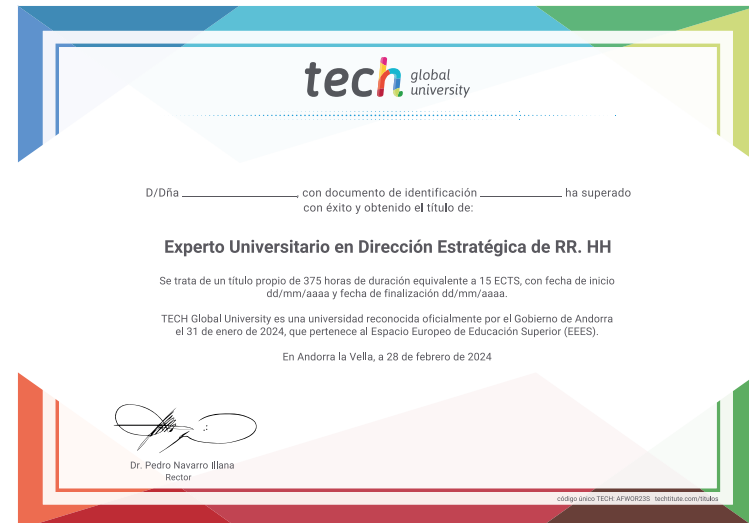 tech global university
D/Dña ____________________, con documento de identificación ______________ ha superado
con éxito y obtenido el título de:
Experto Universitario en Dirección Estratégica de RR. HH
Se trata de un título propio de 375 horas de duración equivalente a 15 ECTS, con fecha de inicio
dd/mm/aaaa y fecha de finalización dd/mm/aaaa.
TECH Global University es una universidad reconocida oficialmente por el Gobierno de Andorra
el 31 de enero de 2024, que pertenece al Espacio Europeo de Educación Superior (EEES).
En Andorra la Vella, a 28 de febrero de 2024
Dr. Pedro Navarro Illana
Rector
código único TECH: AFWOR23S techtitute.com/titulos